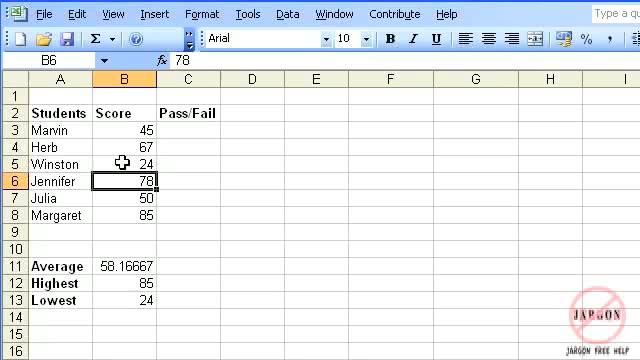 File Edit View Insert Format Tools Data Window Contribute Help Type a qu
Σ Arial 10 B I U $ %
B6 fx 78
A B C D E F G H I
1
2 Students Score Pass/Fail
3 Marvin 45
4 Herb 67
5 Winston 24
6 Jennifer 78
7 Julia 50
8 Margaret 85
9
10
11 Average 58.16667
12 Highest 85
13 Lowest 24
14
15
16
JARGON
JARGON FREE HELP